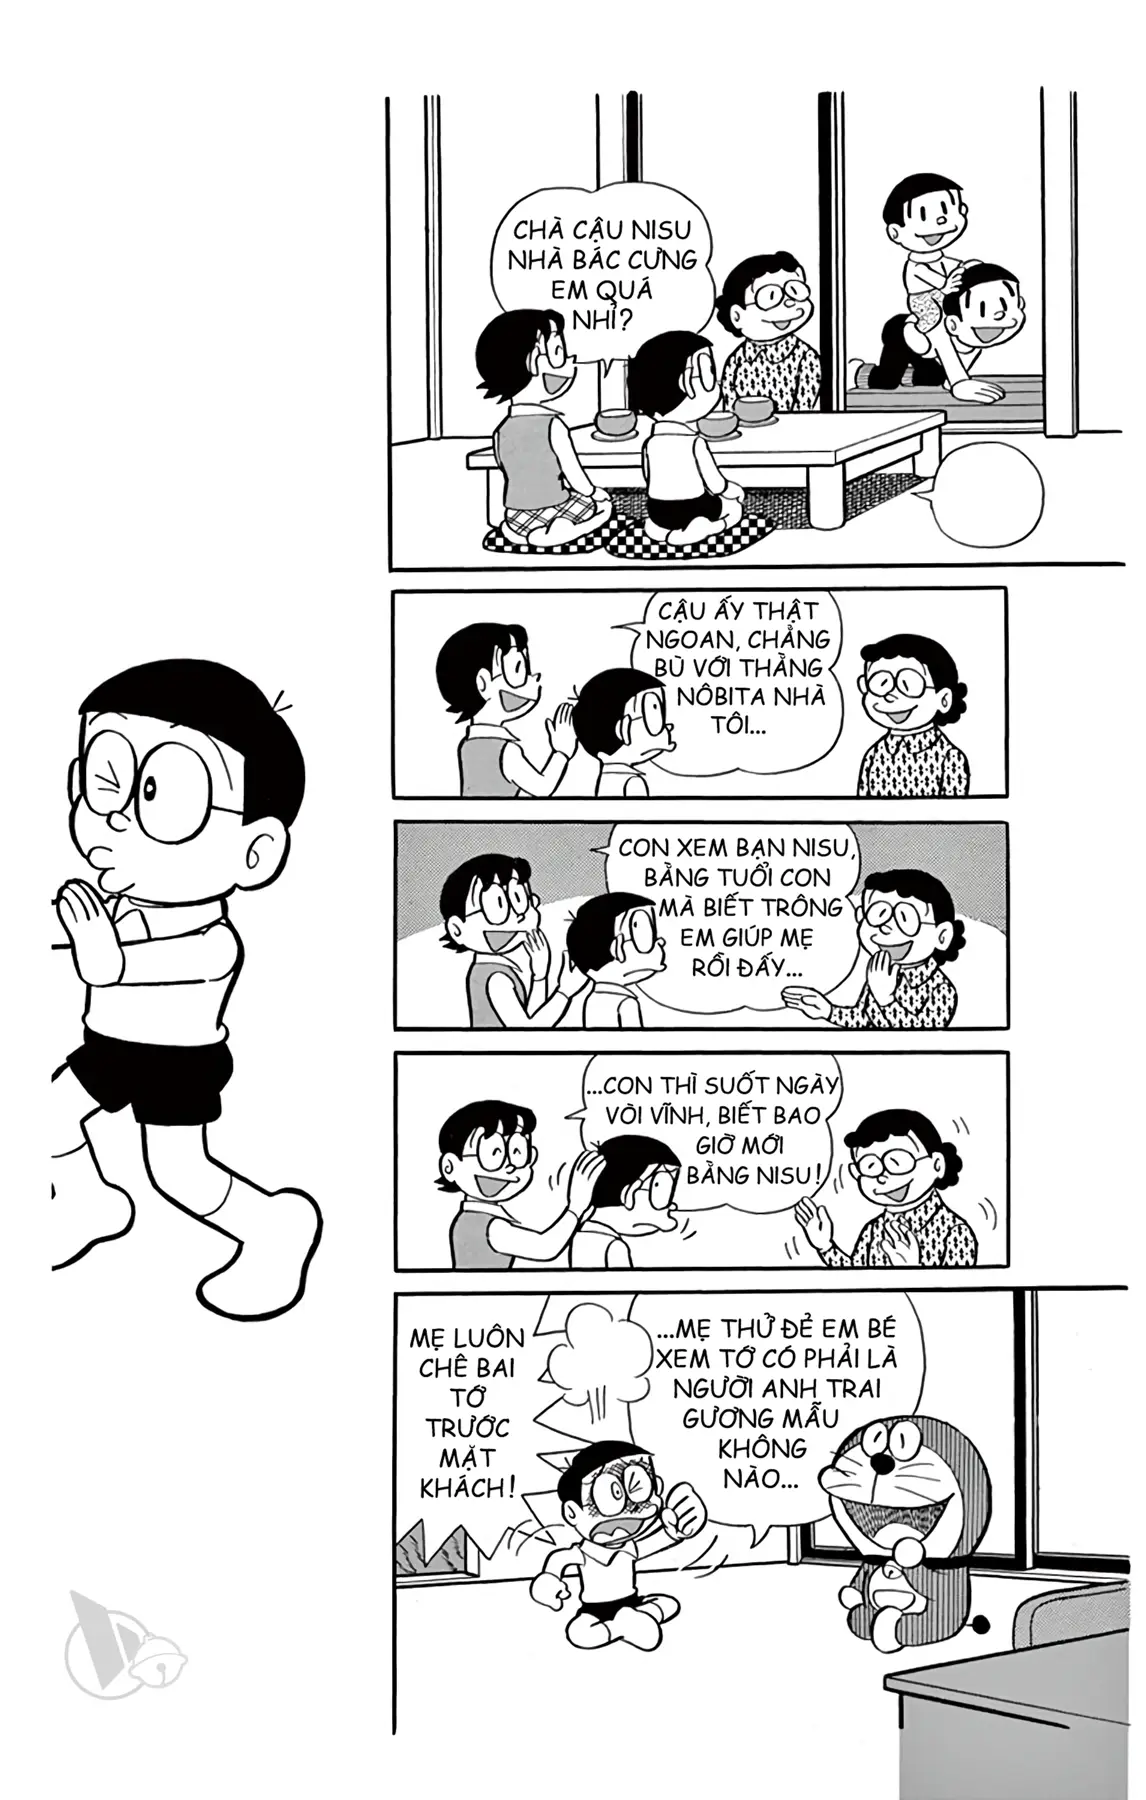 CHÀ CẬU NISU
NHÀ BÁC CƯNG
EM QUÁ
NHỈ?
CẬU ẤY THẬT
NGOAN, CHẲNG
BÙ VỚI THẰNG
NÔBITA NHÀ
TÔI...
CON XEM BẠN NISU,
BẰNG TUỔI CON
MÀ BIẾT TRÔNG
EM GIÚP MẸ
RỒI ĐẤY...
...CON THÌ SUỐT NGÀY
VÒI VĨNH, BIẾT BAO
GIỜ MỚI
BẰNG NISU!
MẸ LUÔN
CHÊ BAI
TỚ
TRƯỚC
MẶT
KHÁCH!
...MẸ THỬ ĐẺ EM BÉ
XEM TỚ CÓ PHẢI LÀ
NGƯỜI ANH TRAI
GƯƠNG MẪU
KHÔNG
NÀO...